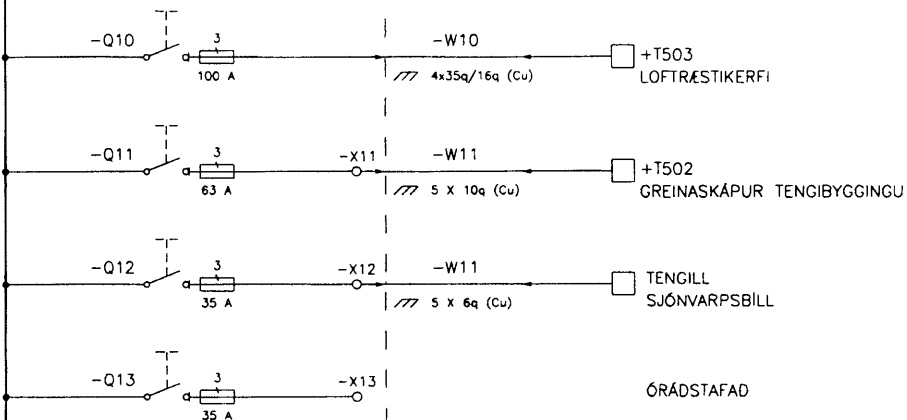 -Q10
3
100 A
-W10
4x35q/16q (Cu)
+T503
LOFTRÆSTIKERFI
-Q11
3
63 A
-X11
-W11
5 X 10q (Cu)
+T502
GREINASKÁPUR TENGIBYGGINGU
-Q12
3
35 A
-X12
-W11
5 X 6q (Cu)
TENGILL
SJÓNVARPSBÍLL
-Q13
3
35 A
-X13
ÓRÁDSTAFAD